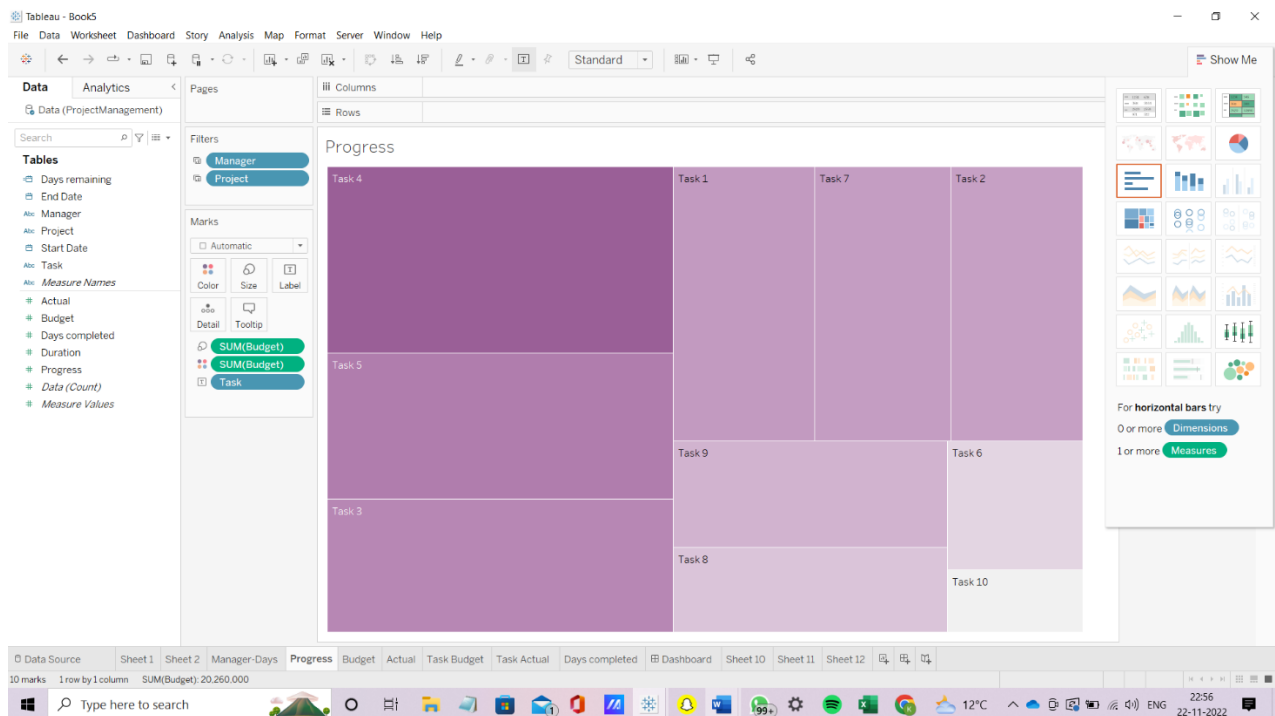 Tableau - Book5
File Data Worksheet Dashboard Story Analysis Map Format Server Window Help
Standard
Show Me
Data Analytics
Data (ProjectManagement)
Search
Tables
Days remaining
End Date
Abc Manager
Abc Project
Start Date
Abc Task
Abc Measure Names
# Actual
# Budget
# Days completed
# Duration
# Progress
# Data (Count)
# Measure Values
Pages
Filters
Manager
Project
Marks
Automatic
Color Size Label
Detail Tooltip
SUM(Budget)
SUM(Budget)
Task
Columns
Rows
Progress
Task 4
Task 1
Task 7
Task 2
Task 5
Task 3
Task 9
Task 6
Task 8
Task 10
For horizontal bars try
0 or more Dimensions
1 or more Measures
Data Source Sheet 1 Sheet 2 Manager-Days Progress Budget Actual Task Budget Task Actual Days completed Dashboard Sheet 10 Sheet 11 Sheet 12
10 marks 1 row by 1 column SUM(Budget): 20,260,000
Type here to search
99+
12°C
ENG
22:56
22-11-2022